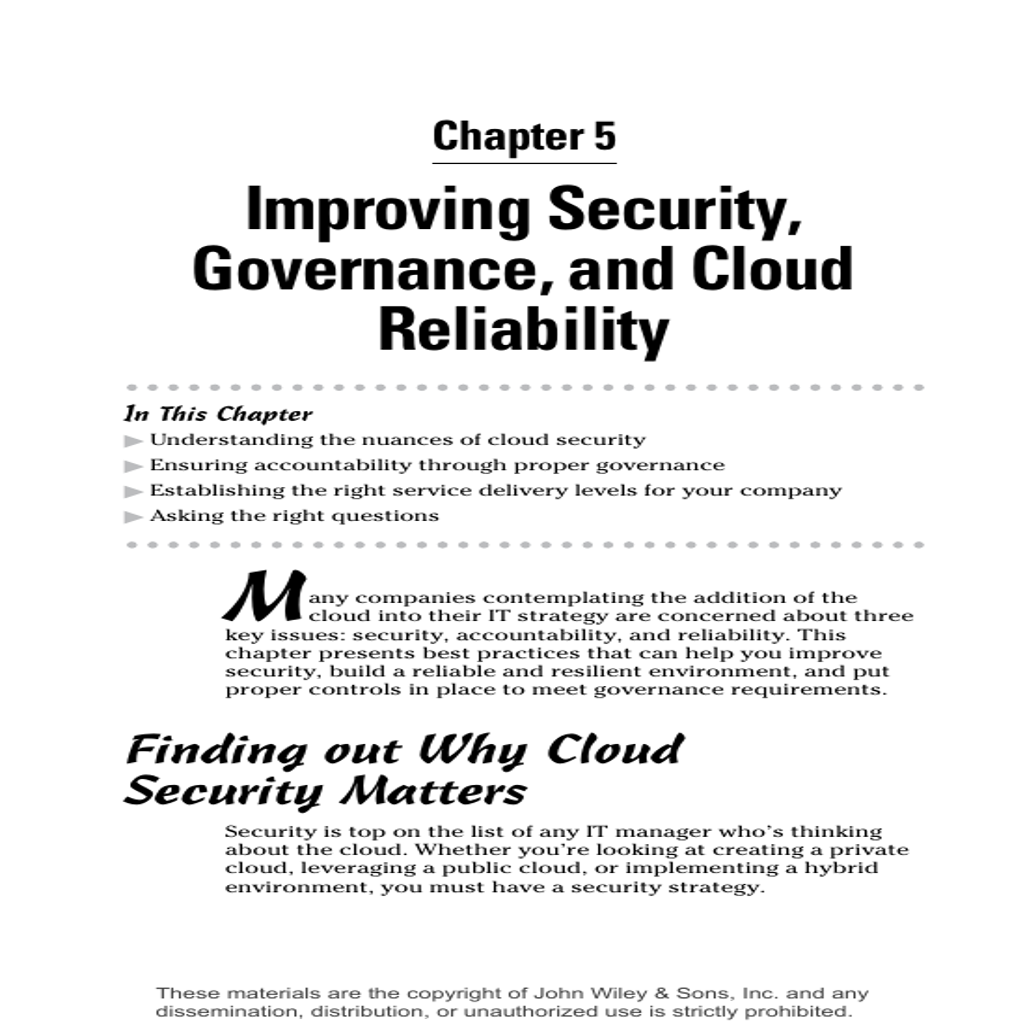 Chapter 5
Improving Security,
Governance, and Cloud
Reliability
In This Chapter
Understanding the nuances of cloud security
Ensuring accountability through proper governance
Establishing the right service delivery levels for your company
Asking the right questions
Many companies contemplating the addition of the
cloud into their IT strategy are concerned about three
key issues: security, accountability, and reliability. This
chapter presents best practices that can help you improve
security, build a reliable and resilient environment, and put
proper controls in place to meet governance requirements.
Finding out Why Cloud
Security Matters
Security is top on the list of any IT manager who's thinking
about the cloud. Whether you're looking at creating a private
cloud, leveraging a public cloud, or implementing a hybrid
environment, you must have a security strategy.
These materials are the copyright of John Wiley & Sons, Inc. and any
dissemination, distribution, or unauthorized use is strictly prohibited.